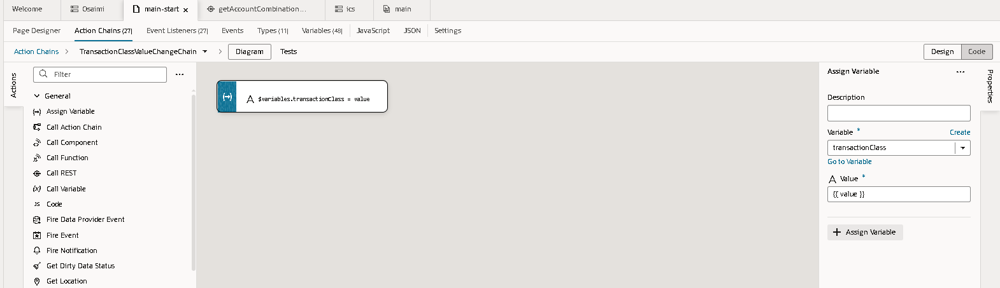 Welcome
Osaimi
main-start x
getAccountCombination...
ics
main
Page Designer
Action Chains (27)
Event Listeners (27)
Events
Types (11)
Variables (48)
JavaScript
JSON
Settings
Action Chains
TransactionClassValueChangeChain
Diagram
Tests
Design
Code
Actions
Filter
General
Assign Variable
Call Action Chain
Call Component
Call Function
Call REST
(x) Call Variable
JS Code
Fire Data Provider Event
Fire Event
Fire Notification
Get Dirty Data Status
Get Location
A $variables.transactionClass = value
Assign Variable
Description
Variable *
Create
transactionClass
Go to Variable
A Value *
{{ value }}
+ Assign Variable
Properties